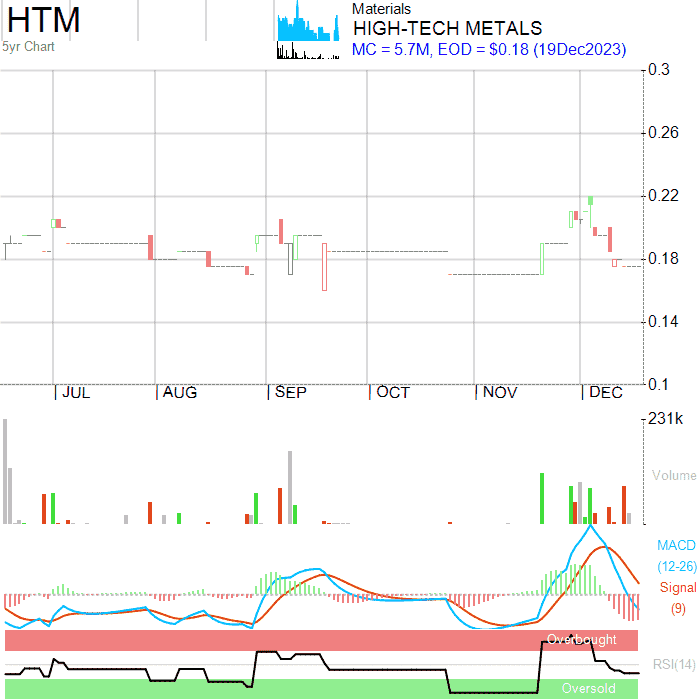 HTM
5yr Chart
Materials
HIGH-TECH METALS
MC = 5.7M, EOD = $0.18 (19Dec2023)
0.3
0.26
0.22
0.18
0.14
0.1
JUL AUG SEP OCT NOV DEC
231k
Volume
MACD
(12-26)
Signal
(9)
Overbought
RSI(14)
Oversold